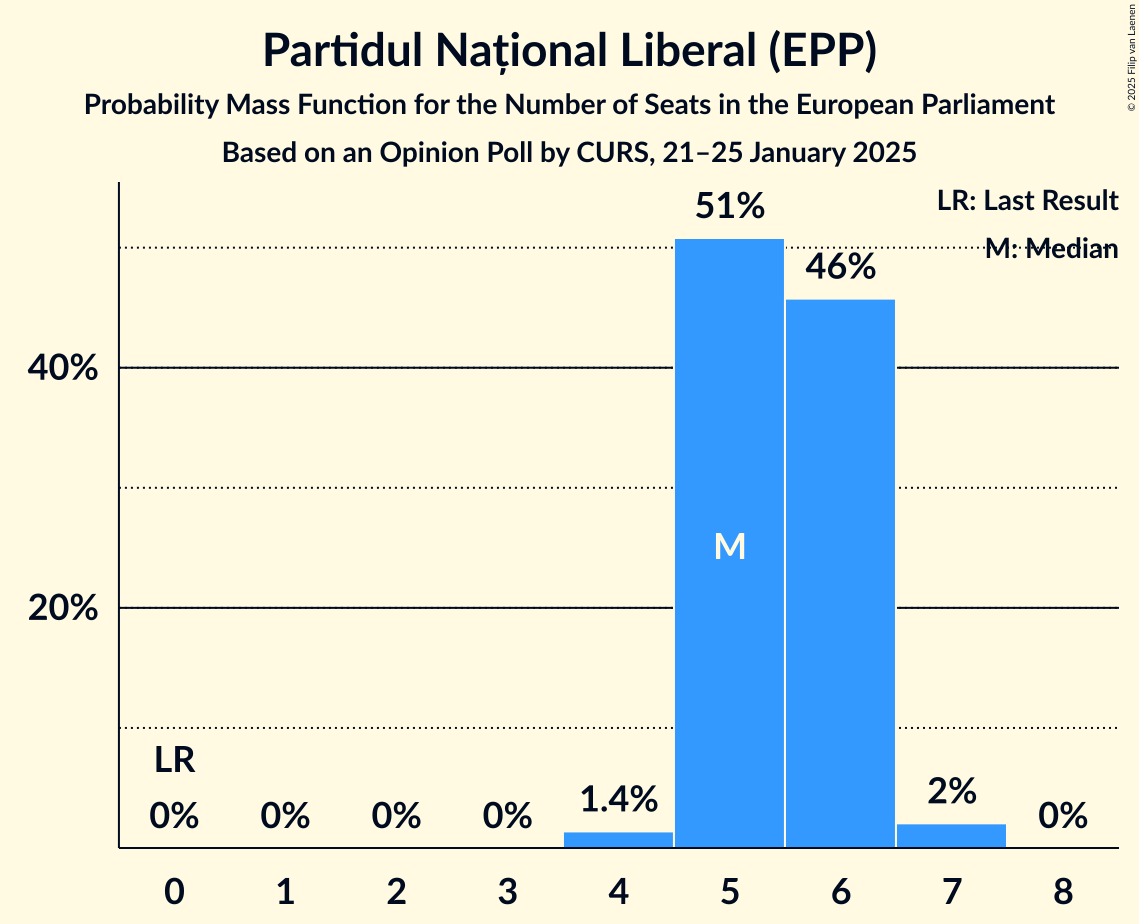 Partidul Național Liberal (EPP)
Probability Mass Function for the Number of Seats in the European Parliament
Based on an Opinion Poll by CURS, 21–25 January 2025
© 2025 Filip van Laenen
LR: Last Result
M: Median
51%
46%
40%
M
20%
LR
0% 0% 0% 0% 1.4% 2% 0%
0 1 2 3 4 5 6 7 8